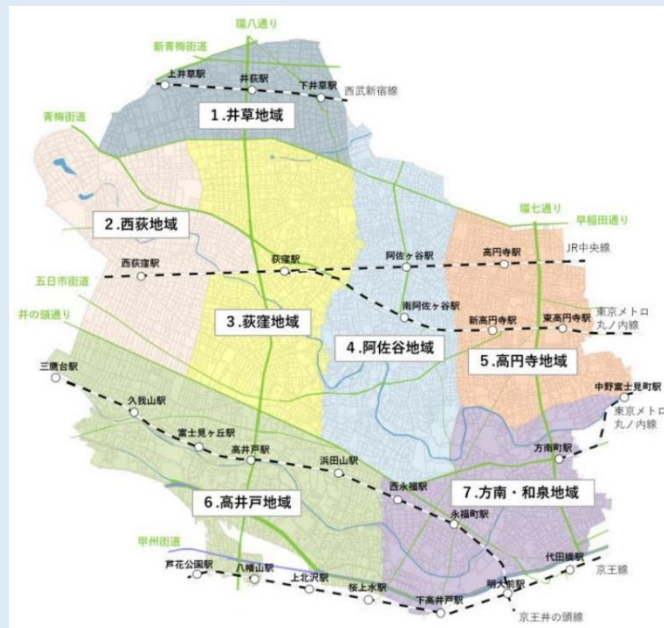 環八通り
新青梅街道
上井草駅
井荻駅
下井草駅
西武新宿線
1.井草地域
青梅街道
2.西荻地域
環七通り
早稲田通り
西荻窪駅
荻窪駅
阿佐ヶ谷駅
高円寺駅
JR中央線
五日市街道
井の頭通り
3.荻窪地域
南阿佐ヶ谷駅
新高円寺駅
東高円寺駅
東京メトロ
丸ノ内線
4.阿佐谷地域
5.高円寺地域
三鷹台駅
久我山駅
富士見ヶ丘駅
高井戸駅
浜田山駅
中野富士見町駅
東京メトロ
丸ノ内線
方南町駅
西永福駅
永福町駅
6.高井戸地域
7.方南・和泉地域
甲州街道
芦花公園駅
八幡山駅
上北沢駅
桜上水駅
下高井戸駅
明大前駅
代田橋駅
京王線
京王井の頭線